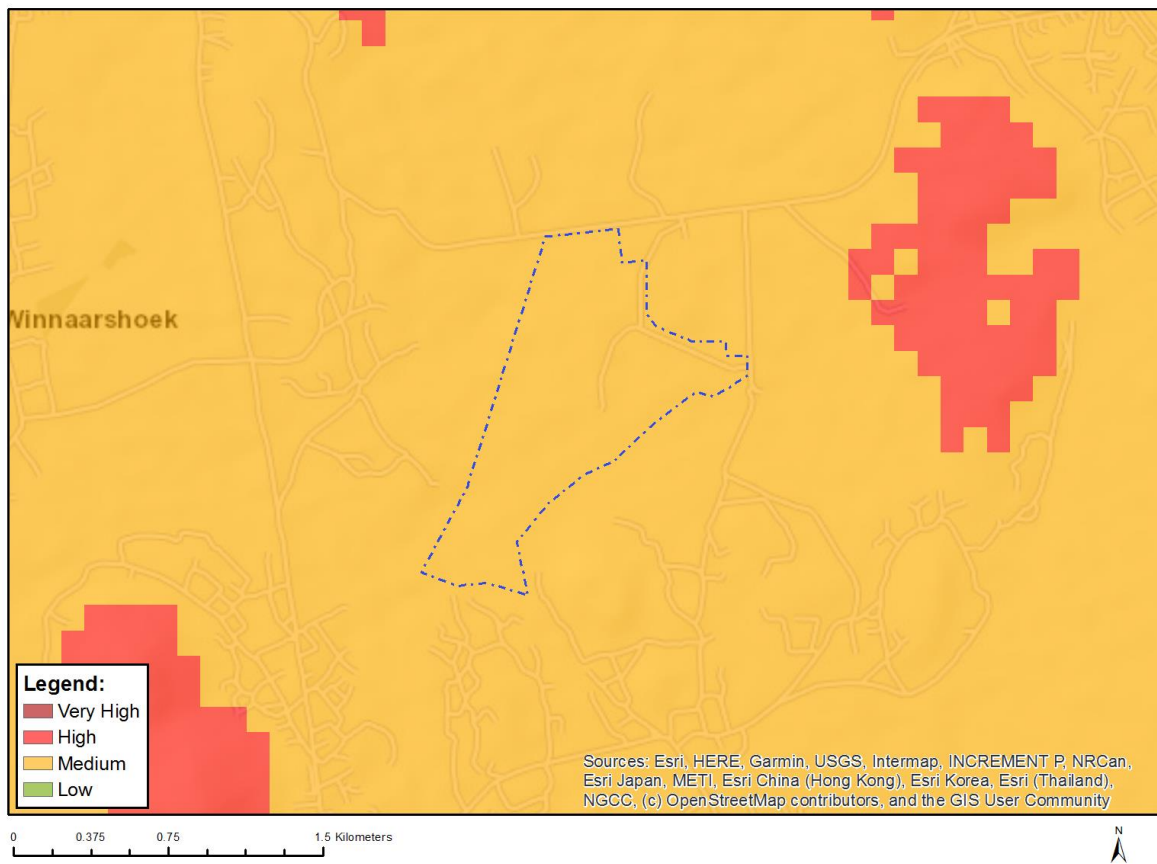 Winnaarshoek
Legend:
Very High
High
Medium
Low
Sources: Esri, HERE, Garmin, USGS, Intermap, INCREMENT P, NRCan,
Esri Japan, METI, Esri China (Hong Kong), Esri Korea, Esri (Thailand),
NGCC, (c) OpenStreetMap contributors, and the GIS User Community
0 0.375 0.75 1.5 Kilometers
N